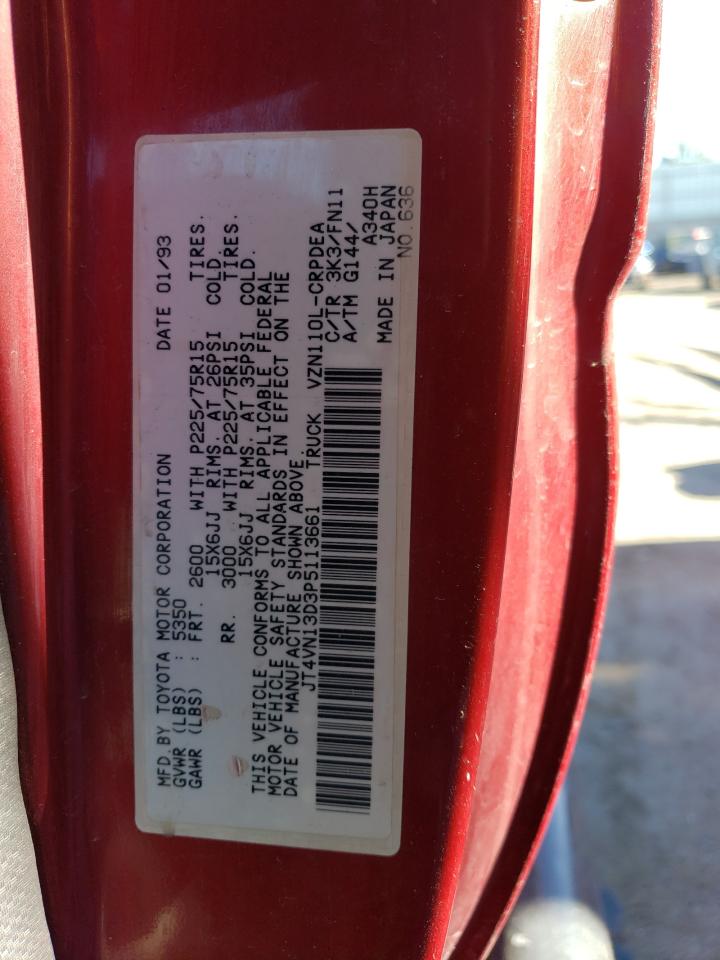 MFD.BY TOYOTA MOTOR CORPORATION DATE 01/93
GVWR (LBS) : 5350
GAWR (LBS) : FRT. 2600 WITH P225/75R15 TIRES.
15X6JJ RIMS. AT 26PSI COLD.
RR. 3000 WITH P225/75R15 TIRES.
15X6JJ RIMS. AT 35PSI COLD.
THIS VEHICLE CONFORMS TO ALL APPLICABLE FEDERAL
MOTOR VEHICLE SAFETY STANDARDS IN EFFECT ON THE
DATE OF MANUFACTURE SHOWN ABOVE.
JT4VN13D3P5113661 TRUCK VZN110L-CRPDEA
C/TR 3K3/FN11
A/TM G144/
A340H
MADE IN JAPAN
NO.636